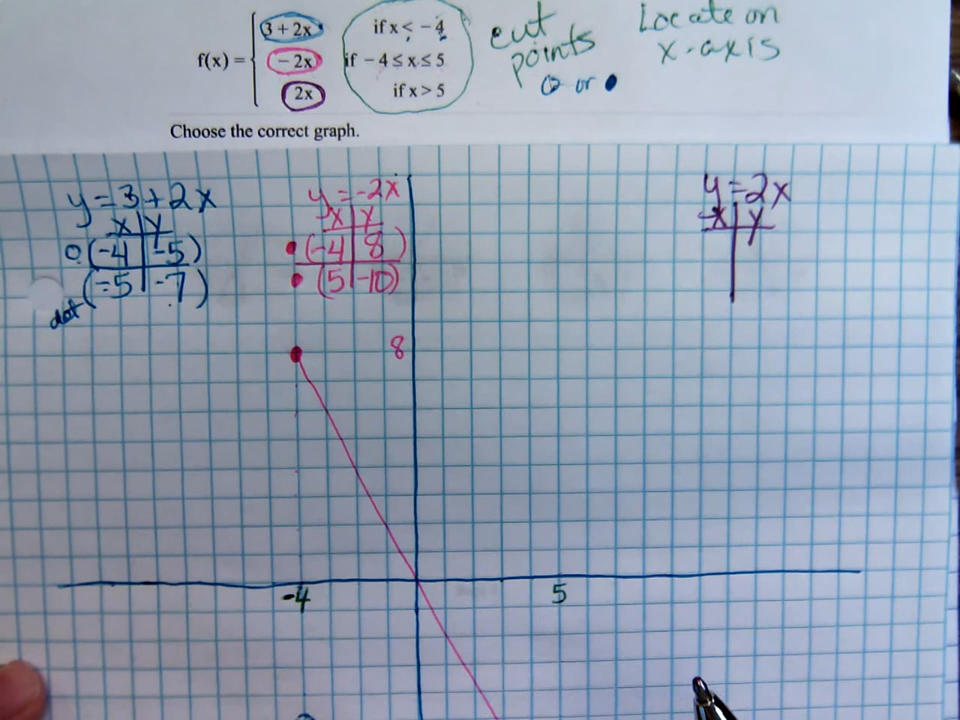 f(x) =
3 + 2x if x < − 4
− 2x if − 4 ≤ x ≤ 5
2x if x > 5
cut points
o or •
Locate on
x-axis
Choose the correct graph.
y = 3 + 2x
x y
(-4 -5)
(-5 -7)
dot
y = -2x
x y
(-4 8)
(5 -10)
y = 2x
x y
8
-4 5